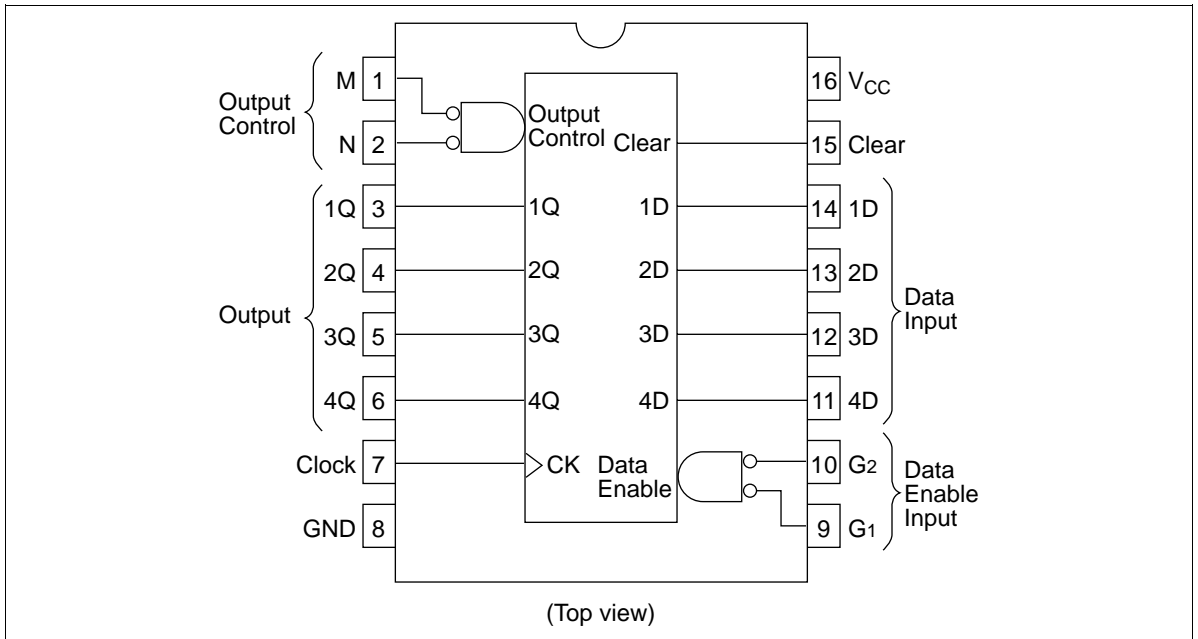 Output
Control
M 1
N 2
Output
1Q 3
2Q 4
3Q 5
4Q 6
Clock 7
GND 8
Output
Control
Clear
1Q 1D
2Q 2D
3Q 3D
4Q 4D
CK
Data
Enable
16 VCC
15 Clear
14 1D
13 2D
12 3D
11 4D
Data
Input
10 G2
9 G1
Data
Enable
Input
(Top view)